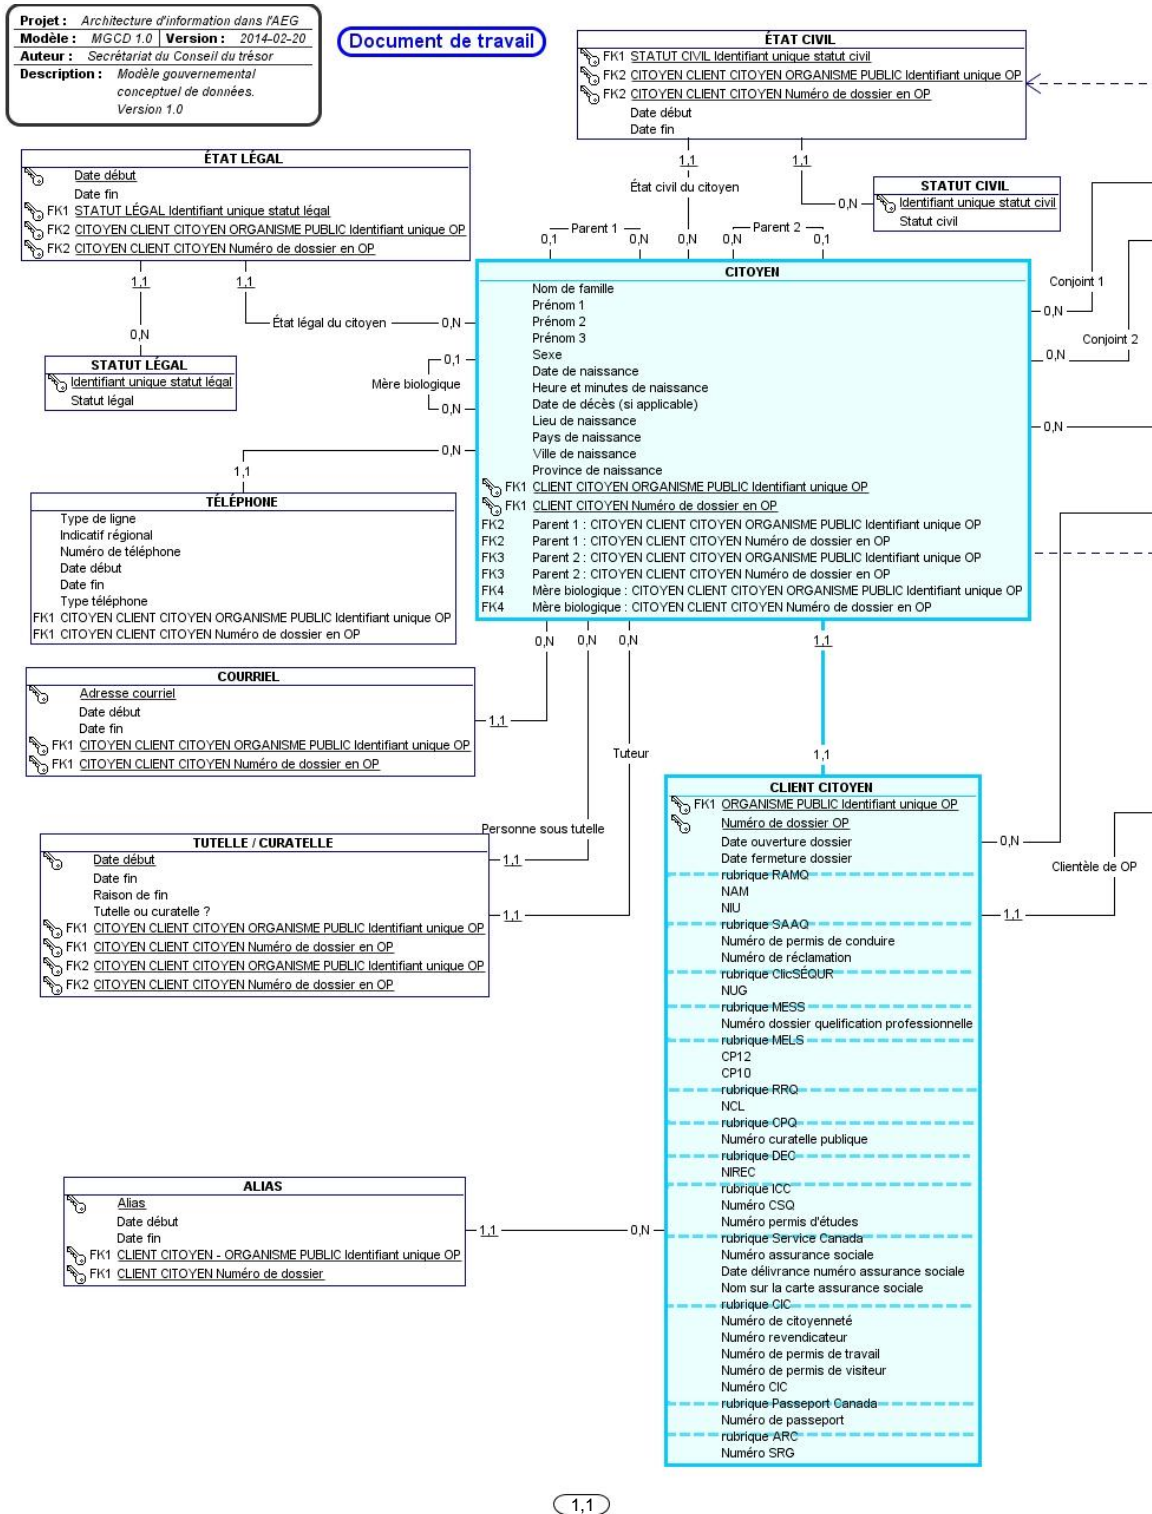 Projet : Architecture d'information dans l'AEG
Modèle : MGCD 1.0 Version : 2014-02-20
Auteur : Secrétariat du Conseil du trésor
Description : Modèle gouvernemental
conceptuel de données.
Version 1.0
Document de travail
ÉTAT CIVIL
FK1 STATUT CIVIL Identifiant unique statut civil
FK2 CITOYEN CLIENT CITOYEN ORGANISME PUBLIC Identifiant unique OP
FK2 CITOYEN CLIENT CITOYEN Numéro de dossier en OP
Date début
Date fin
1,1
1,1
État civil du citoyen
0,N
STATUT CIVIL
Identifiant unique statut civil
Statut civil
ÉTAT LÉGAL
Date début
Date fin
FK1 STATUT LÉGAL Identifiant unique statut légal
FK2 CITOYEN CLIENT CITOYEN ORGANISME PUBLIC Identifiant unique OP
FK2 CITOYEN CLIENT CITOYEN Numéro de dossier en OP
1,1
1,1
0,N
État légal du citoyen
0,N
STATUT LÉGAL
Identifiant unique statut légal
Statut légal
Parent 1
0,1
0,N
0,N
Parent 2
0,N
0,1
0,1
Mère biologique
0,N
0,N
1,1
CITOYEN
Nom de famille
Prénom 1
Prénom 2
Prénom 3
Sexe
Date de naissance
Heure et minutes de naissance
Date de décès (si applicable)
Lieu de naissance
Pays de naissance
Ville de naissance
Province de naissance
FK1 CLIENT CITOYEN ORGANISME PUBLIC Identifiant unique OP
FK1 CLIENT CITOYEN Numéro de dossier en OP
FK2 Parent 1 : CITOYEN CLIENT CITOYEN ORGANISME PUBLIC Identifiant unique OP
FK2 Parent 1 : CITOYEN CLIENT CITOYEN Numéro de dossier en OP
FK3 Parent 2 : CITOYEN CLIENT CITOYEN ORGANISME PUBLIC Identifiant unique OP
FK3 Parent 2 : CITOYEN CLIENT CITOYEN Numéro de dossier en OP
FK4 Mère biologique : CITOYEN CLIENT CITOYEN ORGANISME PUBLIC Identifiant unique OP
FK4 Mère biologique : CITOYEN CLIENT CITOYEN Numéro de dossier en OP
Conjoint 1
0,N
Conjoint 2
0,N
0,N
TÉLÉPHONE
Type de ligne
Indicatif régional
Numéro de téléphone
Date début
Date fin
Type téléphone
FK1 CITOYEN CLIENT CITOYEN ORGANISME PUBLIC Identifiant unique OP
FK1 CITOYEN CLIENT CITOYEN Numéro de dossier en OP
0,N
0,N
0,N
1,1
COURRIEL
Adresse courriel
Date début
Date fin
FK1 CITOYEN CLIENT CITOYEN ORGANISME PUBLIC Identifiant unique OP
FK1 CITOYEN CLIENT CITOYEN Numéro de dossier en OP
1,1
Tuteur
1,1
Personne sous tutelle
TUTELLE / CURATELLE
Date début
Date fin
Raison de fin
Tutelle ou curatelle ?
FK1 CITOYEN CLIENT CITOYEN ORGANISME PUBLIC Identifiant unique OP
FK1 CITOYEN CLIENT CITOYEN Numéro de dossier en OP
FK2 CITOYEN CLIENT CITOYEN ORGANISME PUBLIC Identifiant unique OP
FK2 CITOYEN CLIENT CITOYEN Numéro de dossier en OP
1,1
1,1
CLIENT CITOYEN
FK1 ORGANISME PUBLIC Identifiant unique OP
Numéro de dossier OP
Date ouverture dossier
Date fermeture dossier
rubrique RAMQ
NAM
NIU
rubrique SAAQ
Numéro de permis de conduire
Numéro de réclamation
rubrique ClicSÉQUR
NUG
rubrique MESS
Numéro dossier quelification professionnelle
rubrique MELS
CP12
CP10
rubrique RRQ
NCL
rubrique CPQ
Numéro curatelle publique
rubrique DEC
NIREC
rubrique ICC
Numéro CSQ
Numéro permis d'études
rubrique Service Canada
Numéro assurance sociale
Date délivrance numéro assurance sociale
Nom sur la carte assurance sociale
rubrique CIC
Numéro de citoyenneté
Numéro revendicateur
Numéro de permis de travail
Numéro de permis de visiteur
Numéro CIC
rubrique Passeport Canada
Numéro de passeport
rubrique ARC
Numéro SRG
0,N
Clientèle de OP
1,1
ALIAS
Alias
Date début
Date fin
FK1 CLIENT CITOYEN - ORGANISME PUBLIC Identifiant unique OP
FK1 CLIENT CITOYEN Numéro de dossier
1,1
0,N
1,1